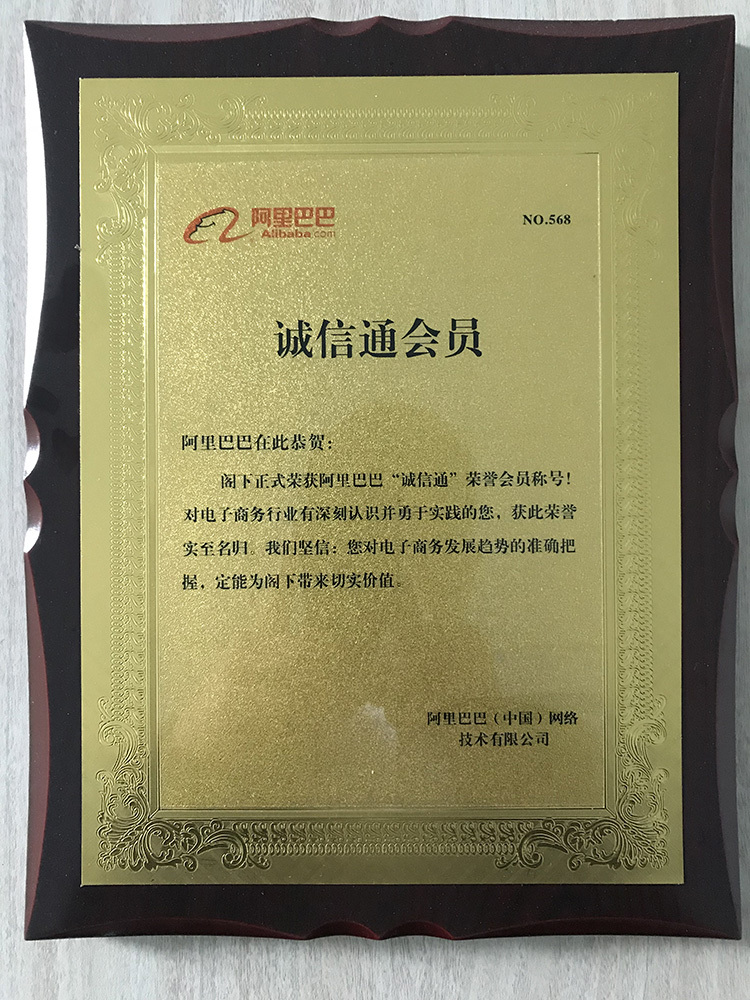 阿里巴巴
Alibaba.com
NO.568
诚信通会员
阿里巴巴在此恭贺：
阁下正式荣获阿里巴巴“诚信通”荣誉会员称号！
对电子商务行业有深刻认识并勇于实践的您，获此荣誉
实至名归。我们坚信：您对电子商务发展趋势的准确把
握，定能为阁下带来切实价值。
阿里巴巴（中国）网络
技术有限公司